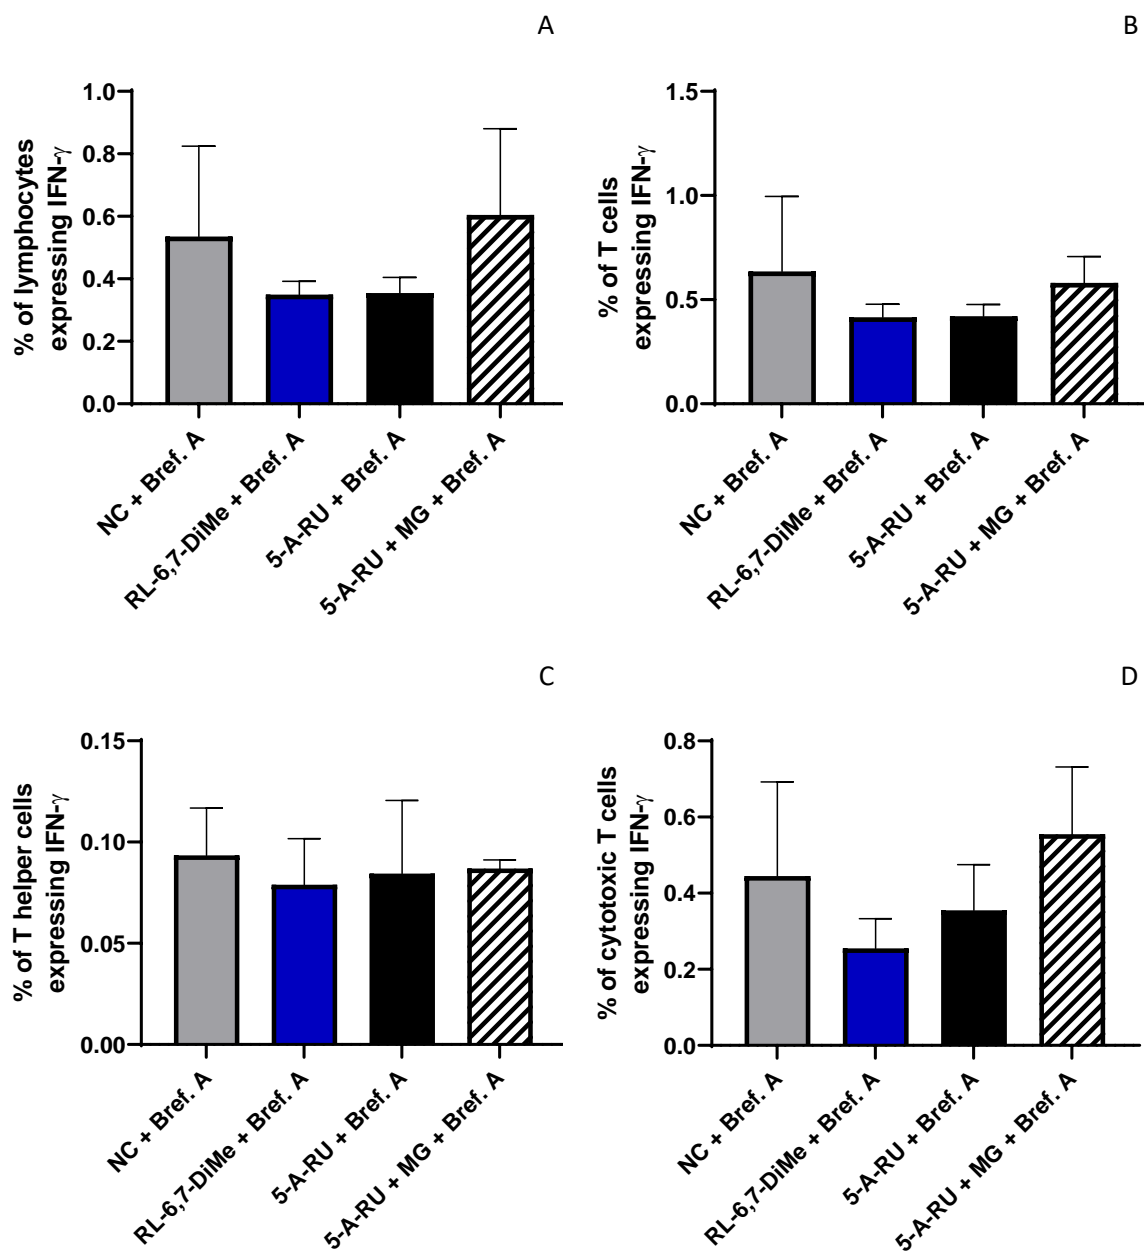 A
% of lymphocytes
expressing IFN-γ
1.0
0.8
0.6
0.4
0.2
0.0
NC + Bref. A
RL-6,7-DiMe + Bref. A
5-A-RU + Bref. A
5-A-RU + MG + Bref. A
B
% of T cells
expressing IFN-γ
1.5
1.0
0.5
0.0
NC + Bref. A
RL-6,7-DiMe + Bref. A
5-A-RU + Bref. A
5-A-RU + MG + Bref. A
C
% of T helper cells
expressing IFN-γ
0.15
0.10
0.05
0.00
NC + Bref. A
RL-6,7-DiMe + Bref. A
5-A-RU + Bref. A
5-A-RU + MG + Bref. A
D
% of cytotoxic T cells
expressing IFN-γ
0.8
0.6
0.4
0.2
0.0
NC + Bref. A
RL-6,7-DiMe + Bref. A
5-A-RU + Bref. A
5-A-RU + MG + Bref. A